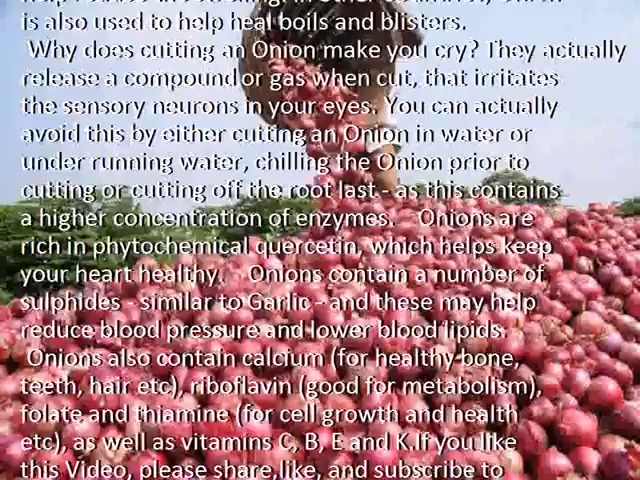 is also used to help heal boils and blisters.
Why does cutting an Onion make you cry? They actually
release a compound or gas when cut, that irritates
the sensory neurons in your eyes. You can actually
avoid this by either cutting an Onion in water or
under running water, chilling the Onion prior to
cutting or cutting off the root last - as this contains
a higher concentration of enzymes. Onions are
rich in phytochemical quercetin, which helps keep
your heart healthy. Onions contain a number of
sulphides - similar to Garlic - and these may help
reduce blood pressure and lower blood lipids.
Onions also contain calcium (for healthy bone,
teeth, hair etc), riboflavin (good for metabolism),
folate and thiamine (for cell growth and health
etc), as well as vitamins C, B, E and K.If you like
this Video, please share,like, and subscribe to